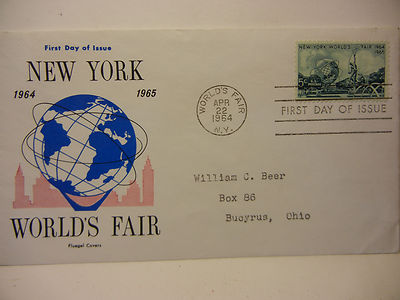 First Day of Issue
NEW YORK
1964 1965
WORLD'S FAIR
Fluegel Covers
WORLD'S FAIR
APR
22
1964
N.Y.
NEW YORK WORLD'S FAIR 1964
1965
5c
FIRST DAY OF ISSUE
William C. Beer
Box 86
Bucyrus, Ohio